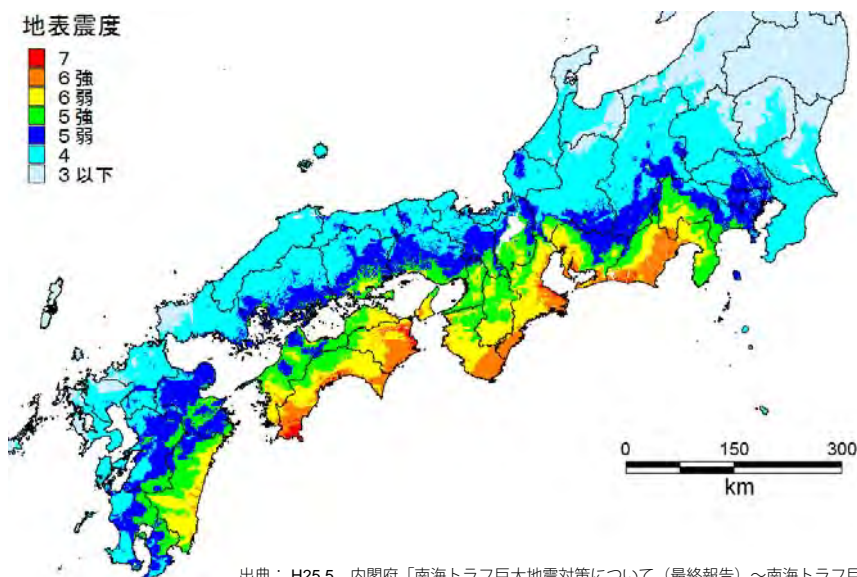 地表震度
7
6 強
6 弱
5 強
5 弱
4
3 以下
0 150 300
km
出典： H25.5 内閣府「南海トラフ巨大地震対策について（最終報告）～南海トラフ巨